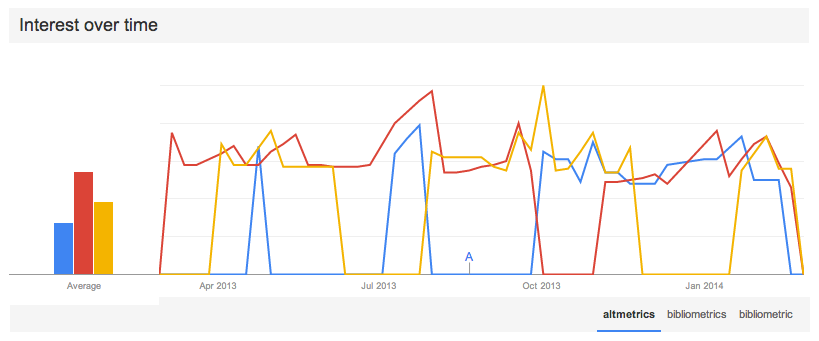 Interest over time
A
Average
Apr 2013
Jul 2013
Oct 2013
Jan 2014
altmetrics bibliometrics bibliometric